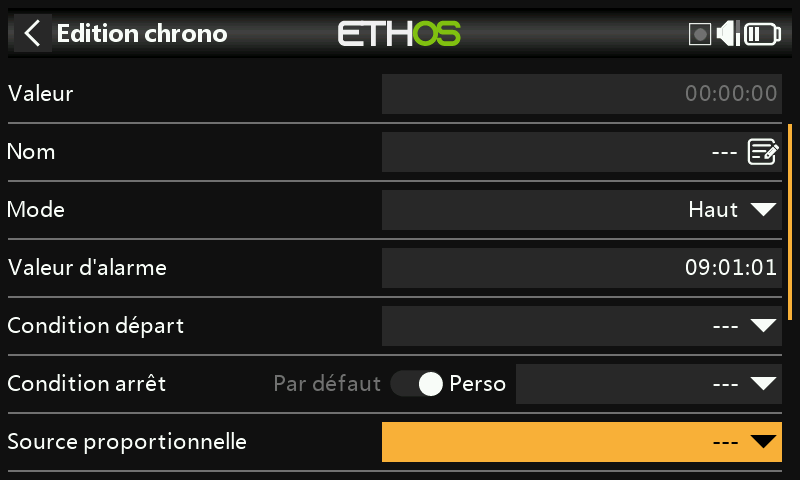 Edition chrono
ETHOS
Valeur 00:00:00
Nom ---
Mode Haut
Valeur d'alarme 09:01:01
Condition départ ---
Condition arrêt Par défaut Perso ---
Source proportionnelle ---